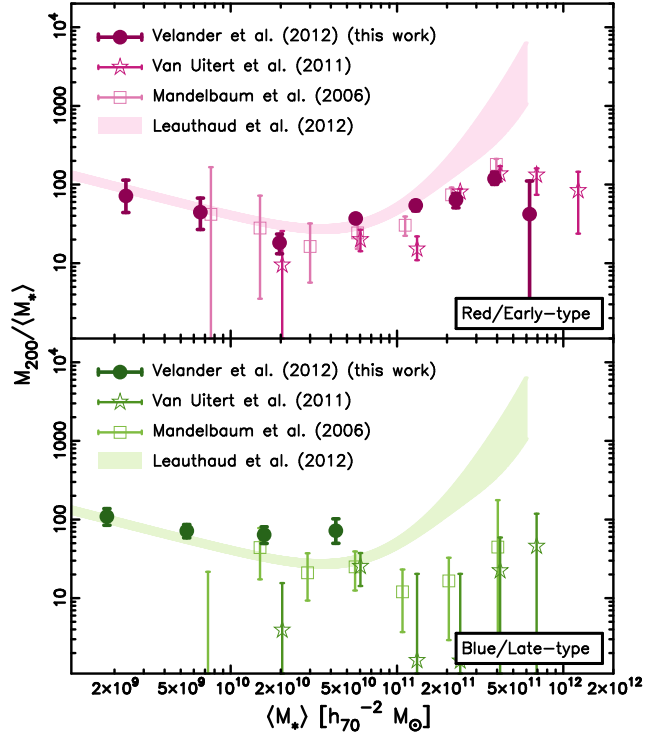 10⁴
Velander et al. (2012) (this work)
Van Uitert et al. (2011)
Mandelbaum et al. (2006)
Leauthaud et al. (2012)
1000
100
10
Red/Early−type
M₂₀₀/⟨M*⟩
10⁴
Velander et al. (2012) (this work)
Van Uitert et al. (2011)
Mandelbaum et al. (2006)
Leauthaud et al. (2012)
1000
100
10
Blue/Late−type
2×10⁹ 5×10⁹ 10¹⁰ 2×10¹⁰ 5×10¹⁰ 10¹¹ 2×10¹¹ 5×10¹¹ 10¹² 2×10¹²
⟨M*⟩ [h₇₀⁻² M☉]